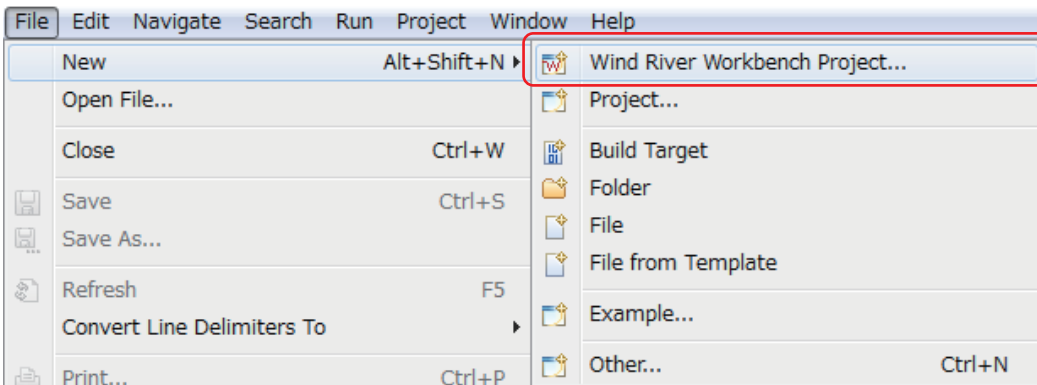 File Edit Navigate Search Run Project Window Help
New Alt+Shift+N
Open File...
Close Ctrl+W
Save Ctrl+S
Save As...
Refresh F5
Convert Line Delimiters To
Print... Ctrl+P
Wind River Workbench Project...
Project...
Build Target
Folder
File
File from Template
Example...
Other... Ctrl+N